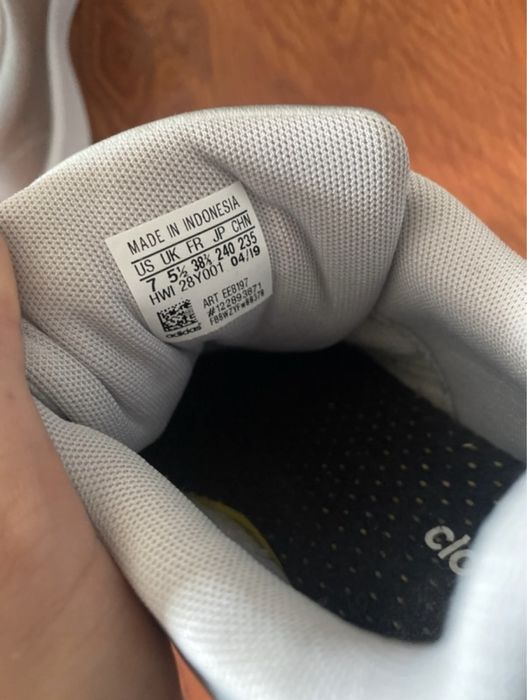 MADE IN INDONESIA
US UK FR JP CHN
7 5½ 38⅔ 240 235
HWI 28Y001 04/19
ART EE8197
#122893871
adidas
clo